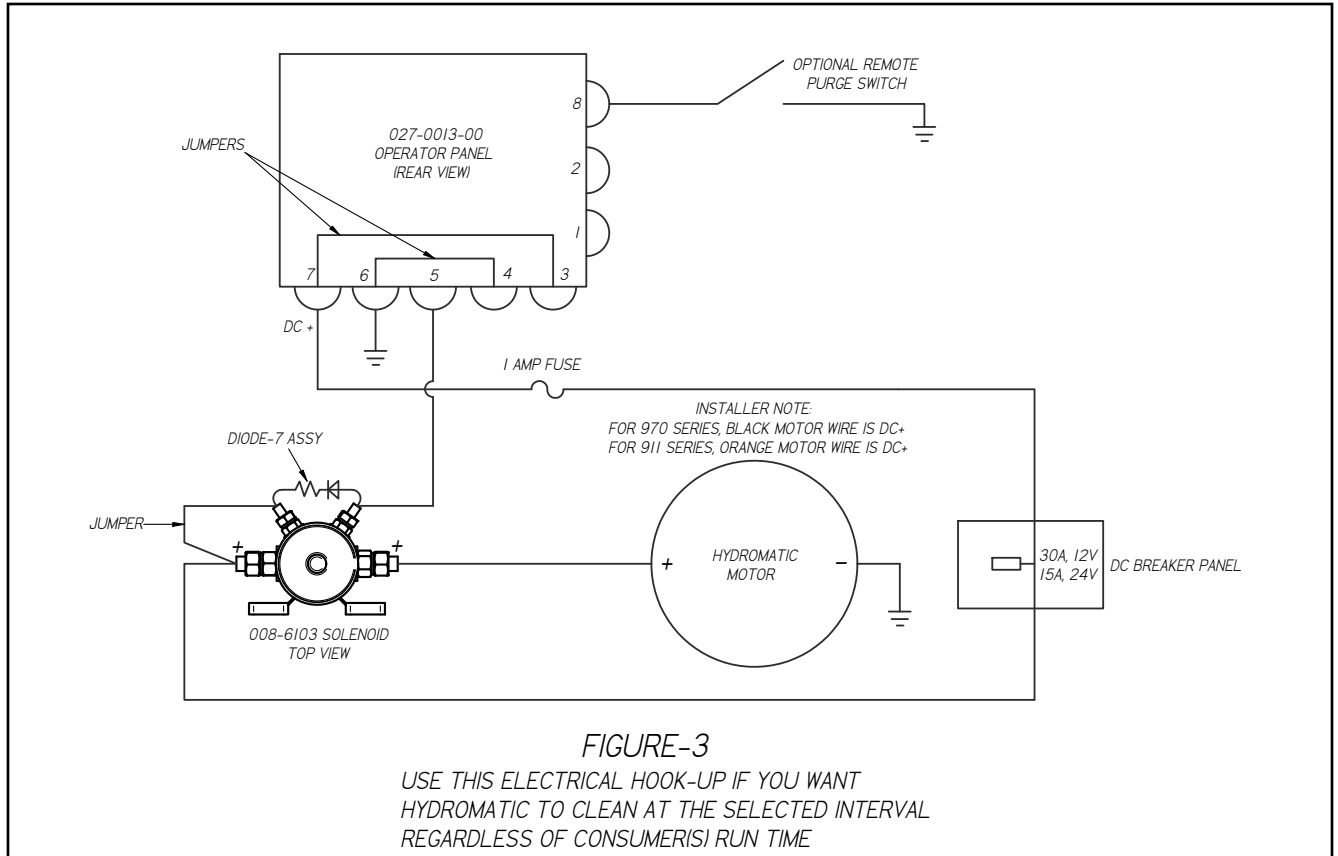 OPTIONAL REMOTE
PURGE SWITCH
8
027-0013-00
OPERATOR PANEL
(REAR VIEW)
JUMPERS
2
1
7 6 5 4 3
DC +
1 AMP FUSE
INSTALLER NOTE:
FOR 970 SERIES, BLACK MOTOR WIRE IS DC+
FOR 911 SERIES, ORANGE MOTOR WIRE IS DC+
DIODE-7 ASSY
JUMPER
+ +
+ HYDROMATIC -
MOTOR
30A, 12V
15A, 24V
DC BREAKER PANEL
008-6103 SOLENOID
TOP VIEW
FIGURE-3
USE THIS ELECTRICAL HOOK-UP IF YOU WANT
HYDROMATIC TO CLEAN AT THE SELECTED INTERVAL
REGARDLESS OF CONSUMER(S) RUN TIME